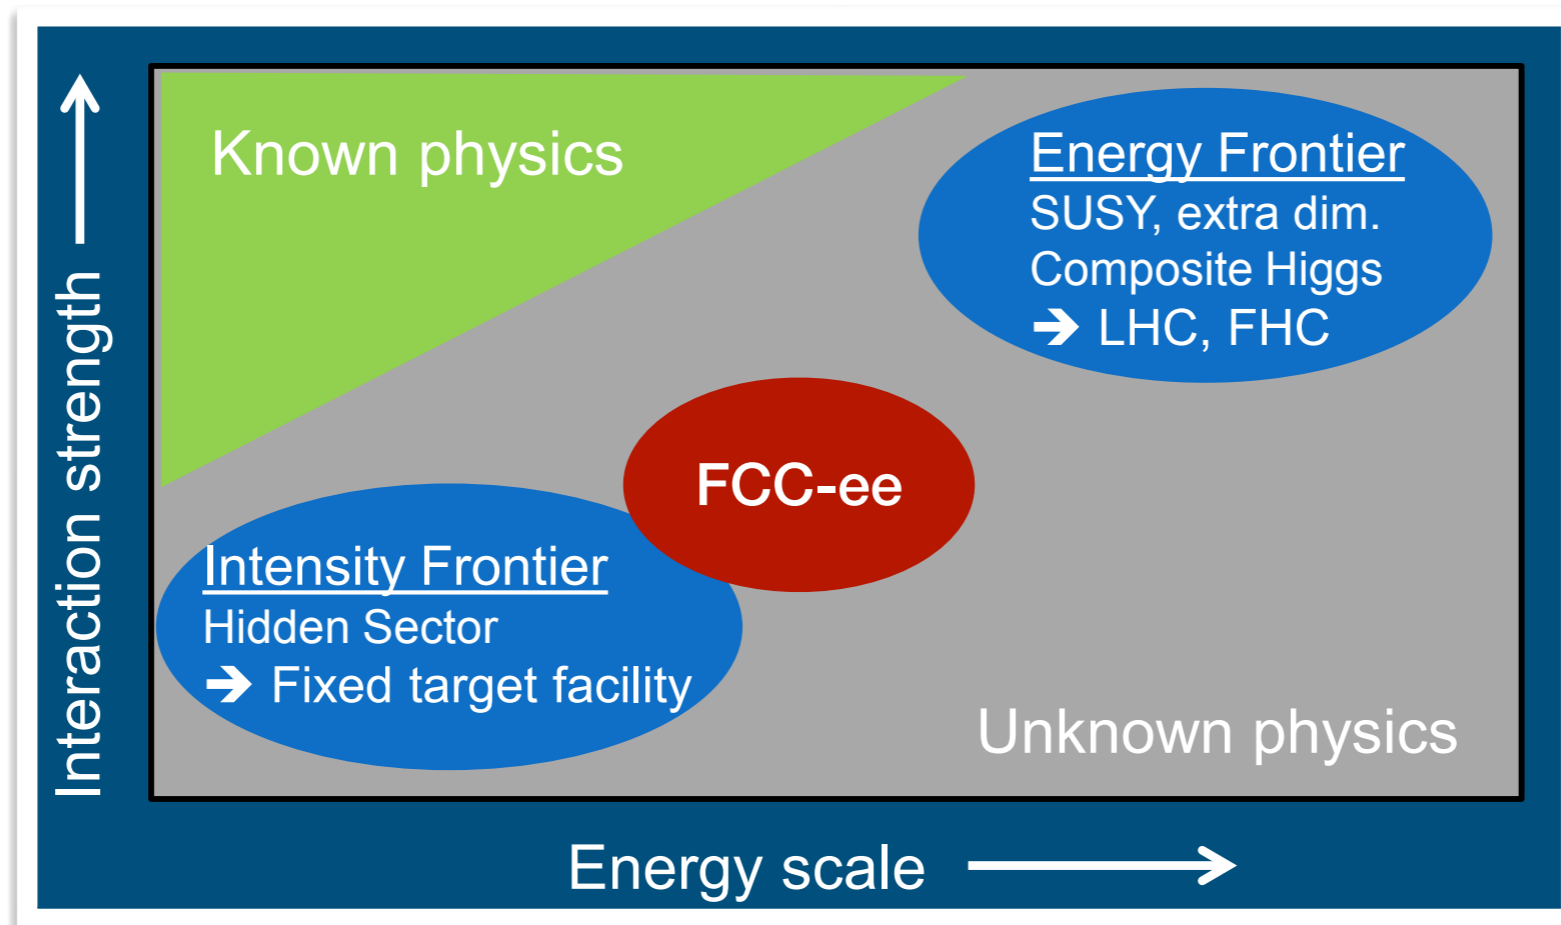 Known physics
Energy Frontier
SUSY, extra dim.
Composite Higgs
➔ LHC, FHC
FCC-ee
Intensity Frontier
Hidden Sector
➔ Fixed target facility
Unknown physics
Interaction strength
Energy scale